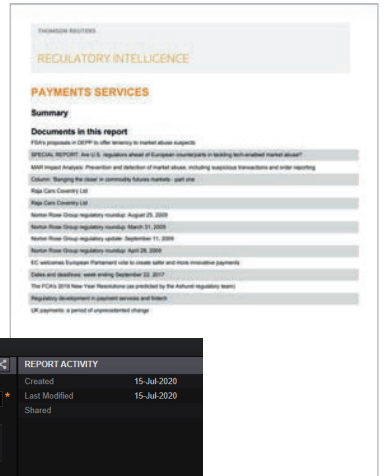 THOMSON REUTERS
REGULATORY INTELLIGENCE
PAYMENTS SERVICES
Summary
Documents in this report
FSA's proposals in DEPP to offer leniency to market abuse suspects
SPECIAL REPORT: Are U.S. regulators ahead of European counterparts in tackling tech-enabled market abuse?
MAR Impact Analysis: Prevention and detection of market abuse, including suspicious transactions and order reporting
Column: 'Banging the close' in commodity futures markets - part one
Raja Cars Coventry Ltd
Raja Cars Coventry Ltd
Norton Rose Group regulatory roundup: August 25, 2009
Norton Rose Group regulatory roundup: March 31, 2009
Norton Rose Group regulatory update: September 11, 2009
Norton Rose Group regulatory roundup: April 28, 2009
EC welcomes European Parliament vote to create safer and more innovative payments
Dates and deadlines: week ending September 22, 2017
The FCA's 2018 New Year Resolutions (as predicted by the Ashurst regulatory team)
Regulatory development in payment services and fintech
UK payments: a period of unprecedented change
REPORT ACTIVITY
Created 15-Jul-2020
Last Modified 15-Jul-2020
Shared
*